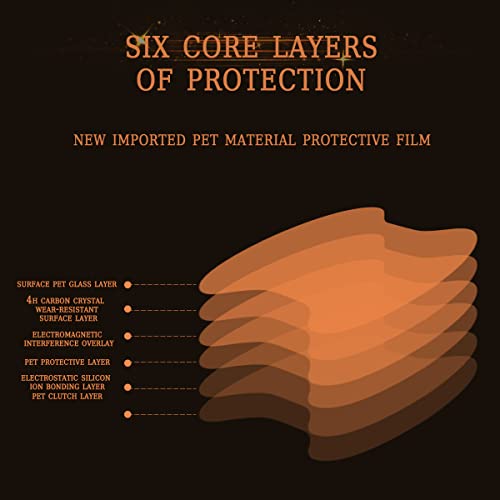 SIX CORE LAYERS
OF PROTECTION
NEW IMPORTED PET MATERIAL PROTECTIVE FILM
SURFACE PET GLASS LAYER
4H CARBON CRYSTAL
WEAR-RESISTANT
SURFACE LAYER
ELECTROMAGNETIC
INTERFERENCE OVERLAY
PET PROTECTIVE LAYER
ELECTROSTATIC SILICON
ION BONDING LAYER
PET CLUTCH LAYER